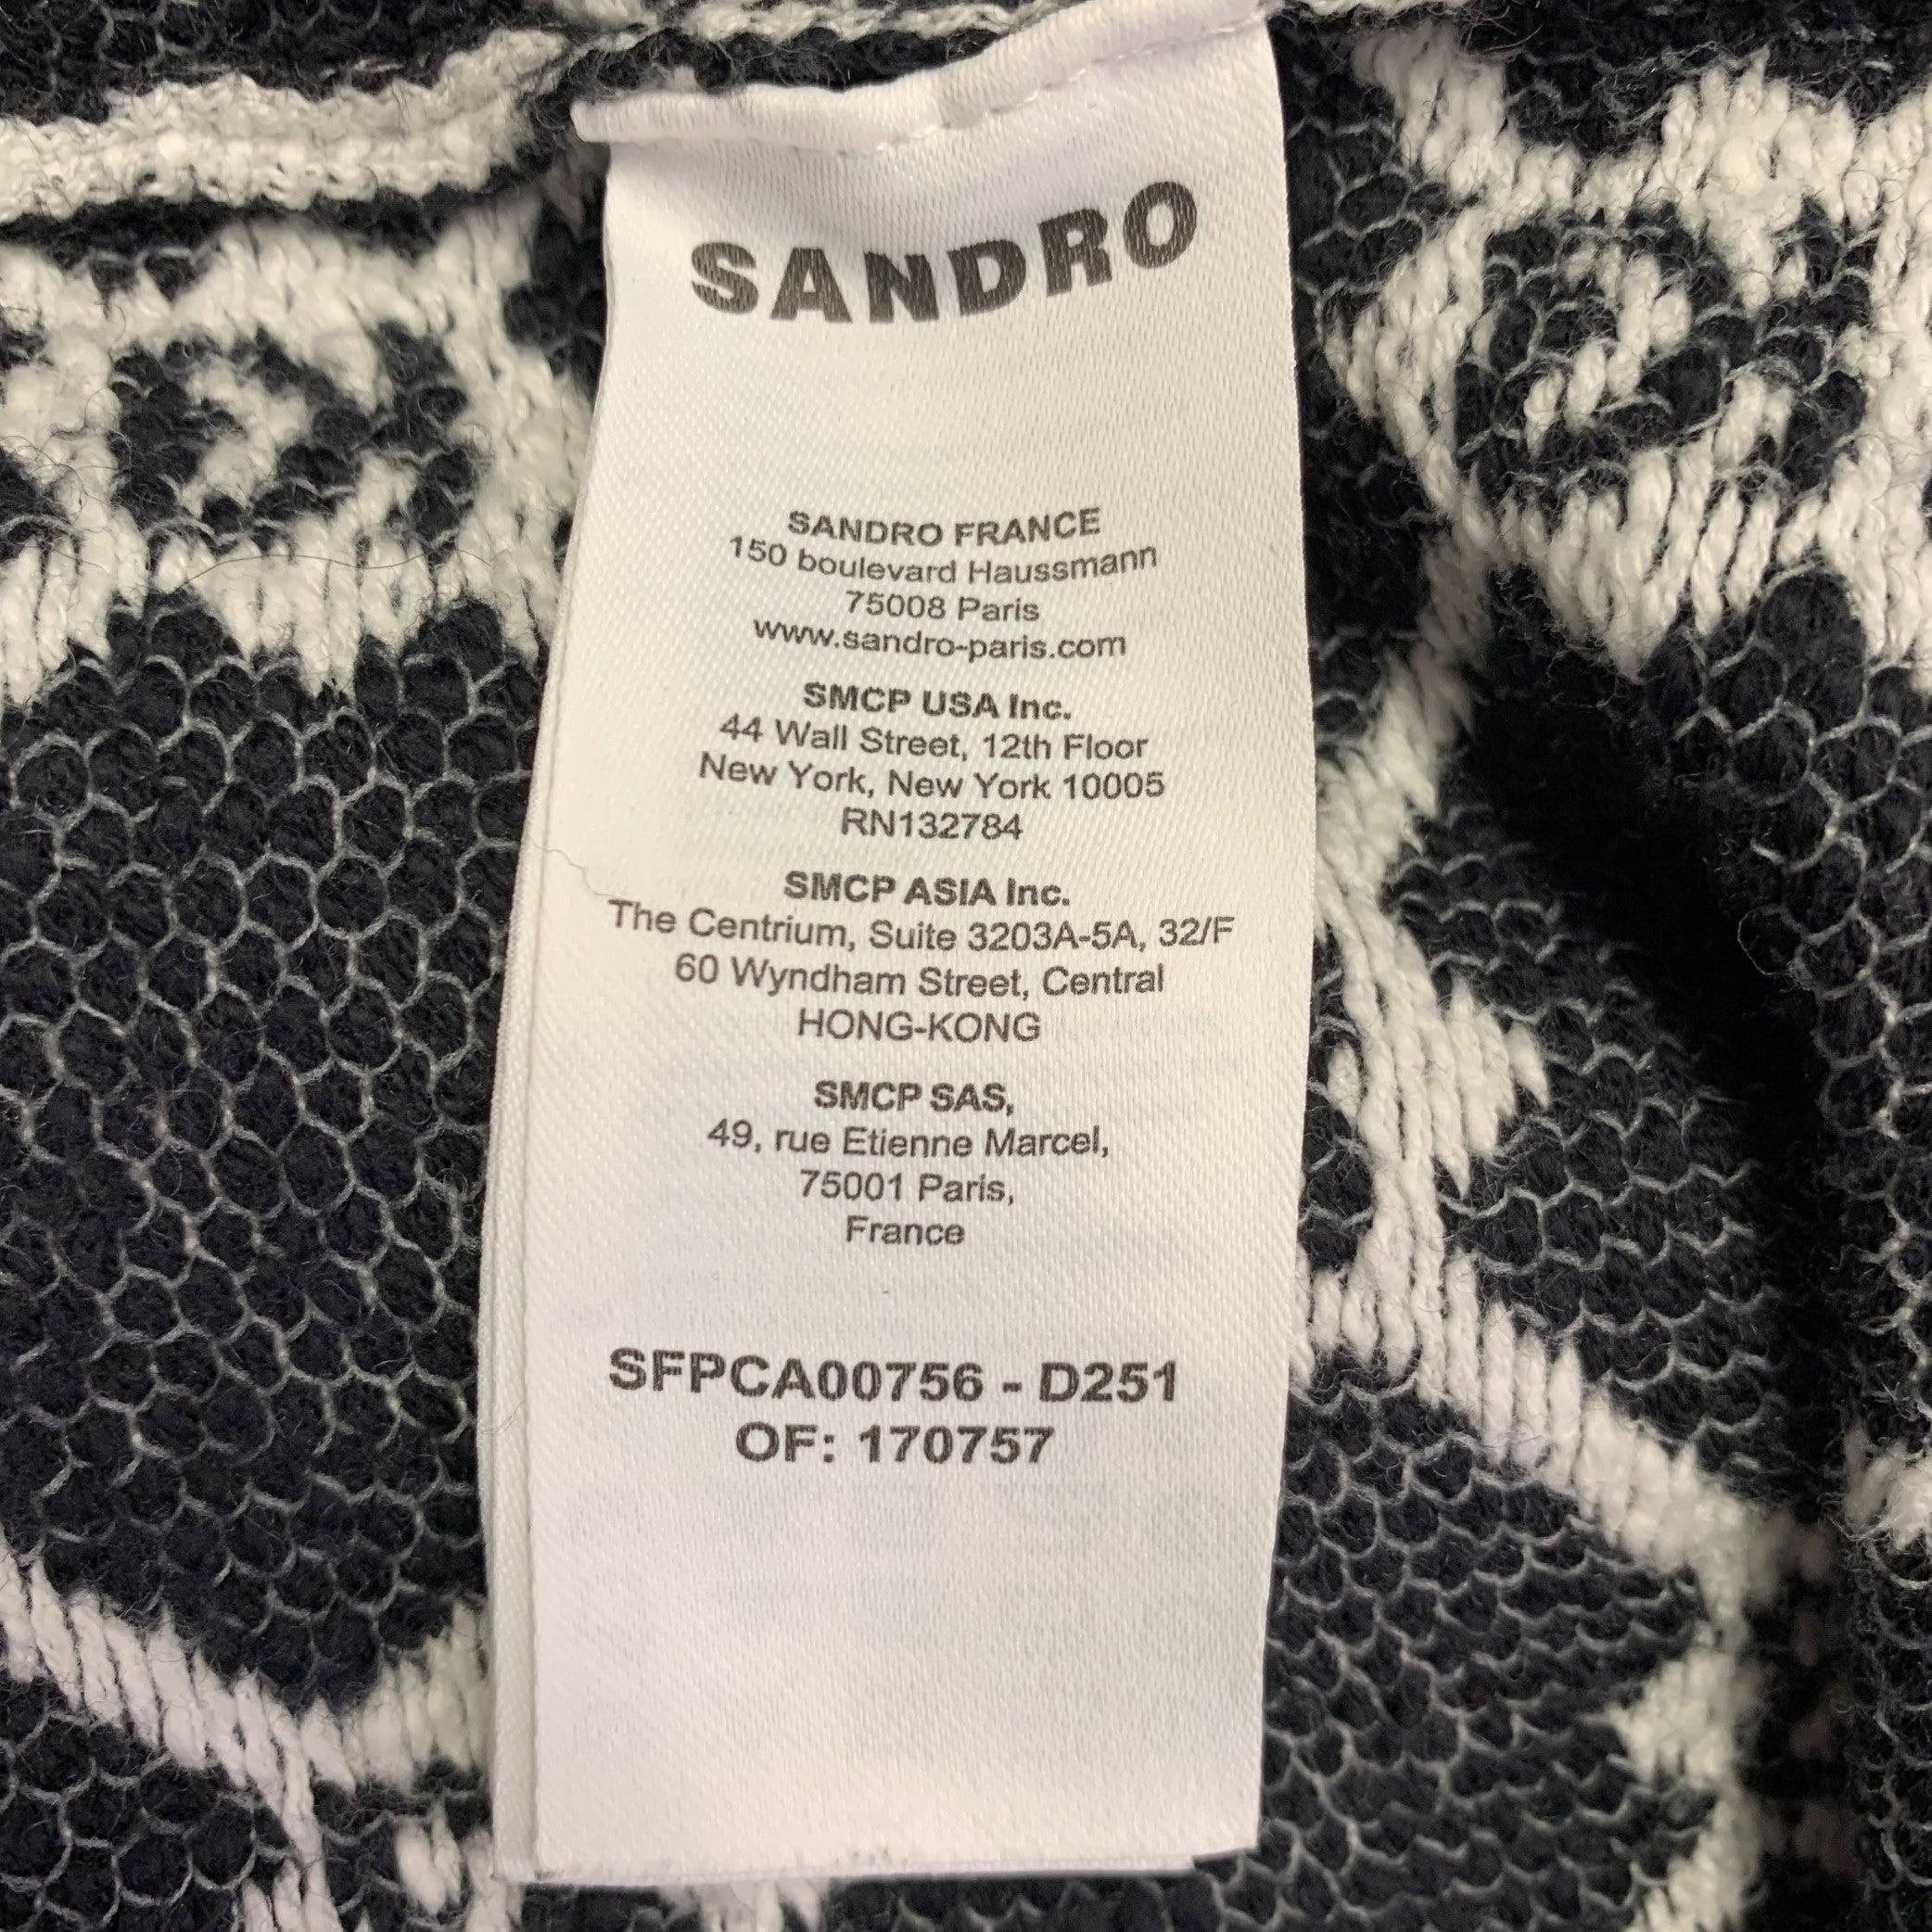 SANDRO
SANDRO FRANCE
150 boulevard Haussmann
75008 Paris
www.sandro-paris.com
SMCP USA Inc.
44 Wall Street, 12th Floor
New York, New York 10005
RN132784
SMCP ASIA Inc.
The Centrium, Suite 3203A-5A, 32/F
60 Wyndham Street, Central
HONG-KONG
SMCP SAS,
49, rue Etienne Marcel,
75001 Paris,
France
SFPCA00756 - D251
OF: 170757